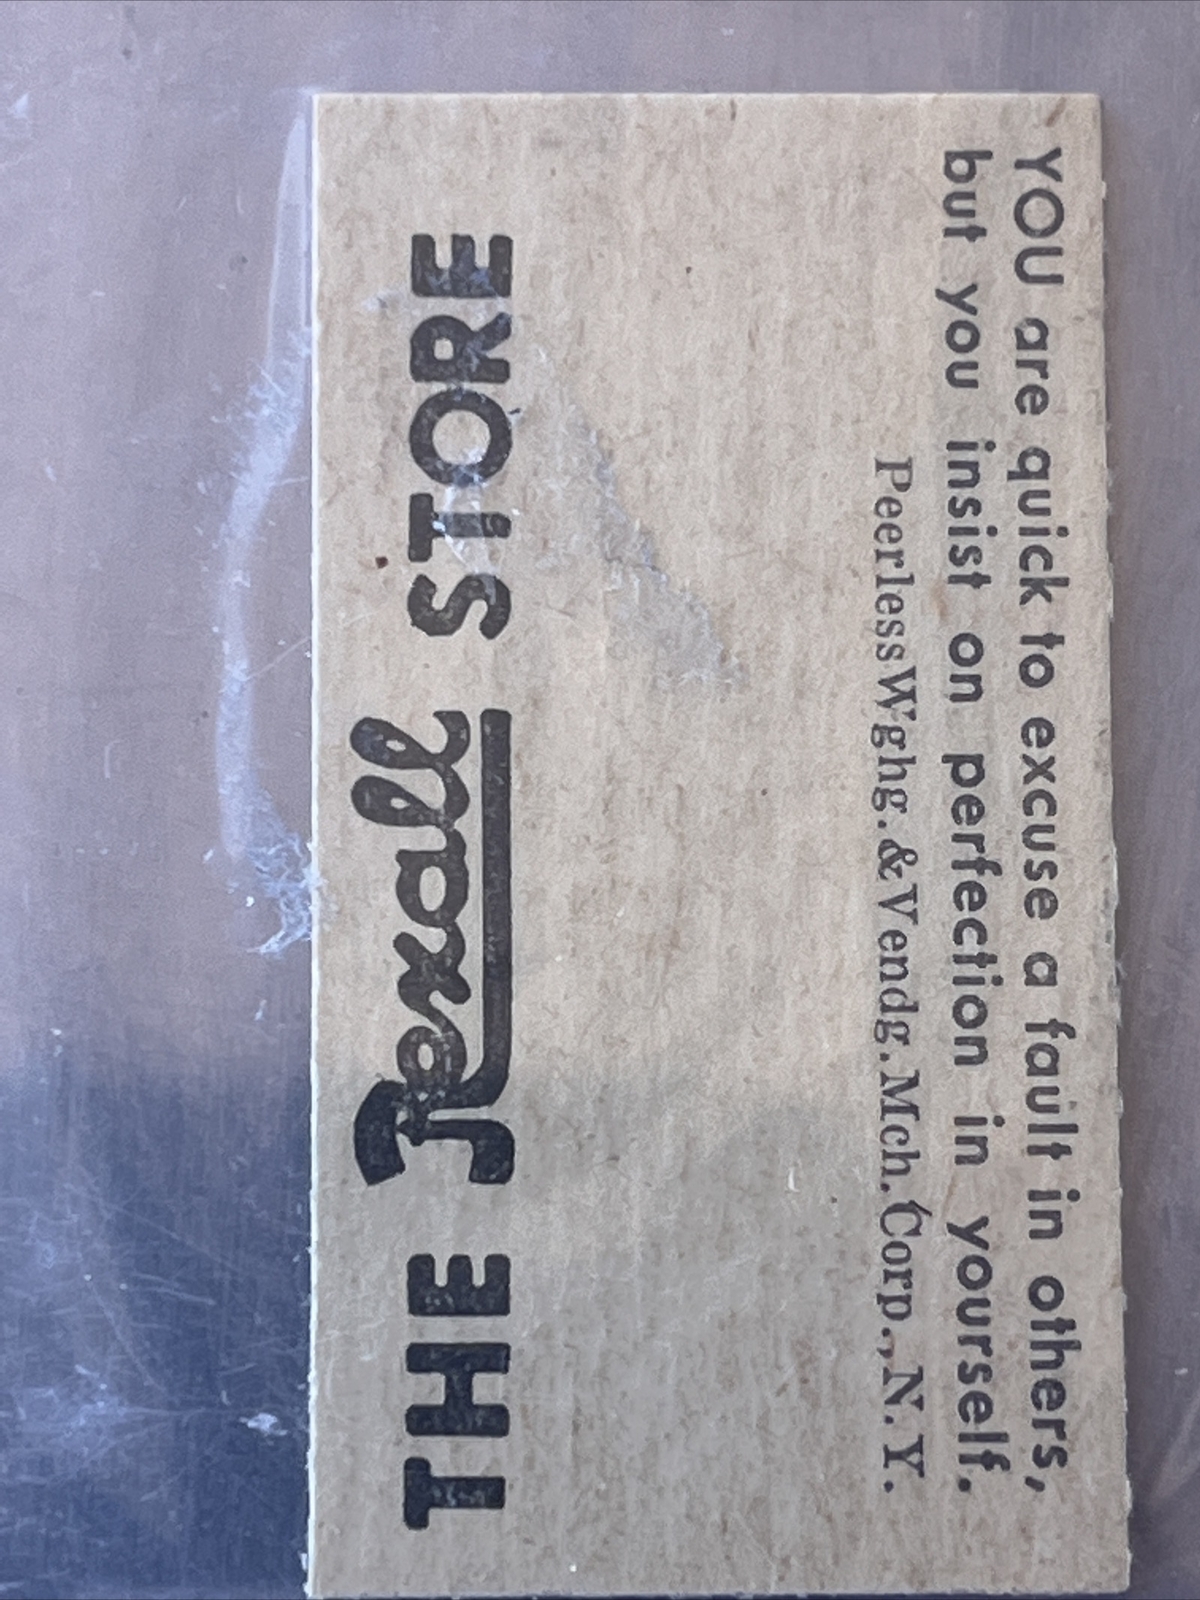 YOU are quick to excuse a fault in others,
but you insist on perfection in yourself.
Peerless Wghg. & Vendg. Mch. Corp., N. Y.
THE Rexall STORE